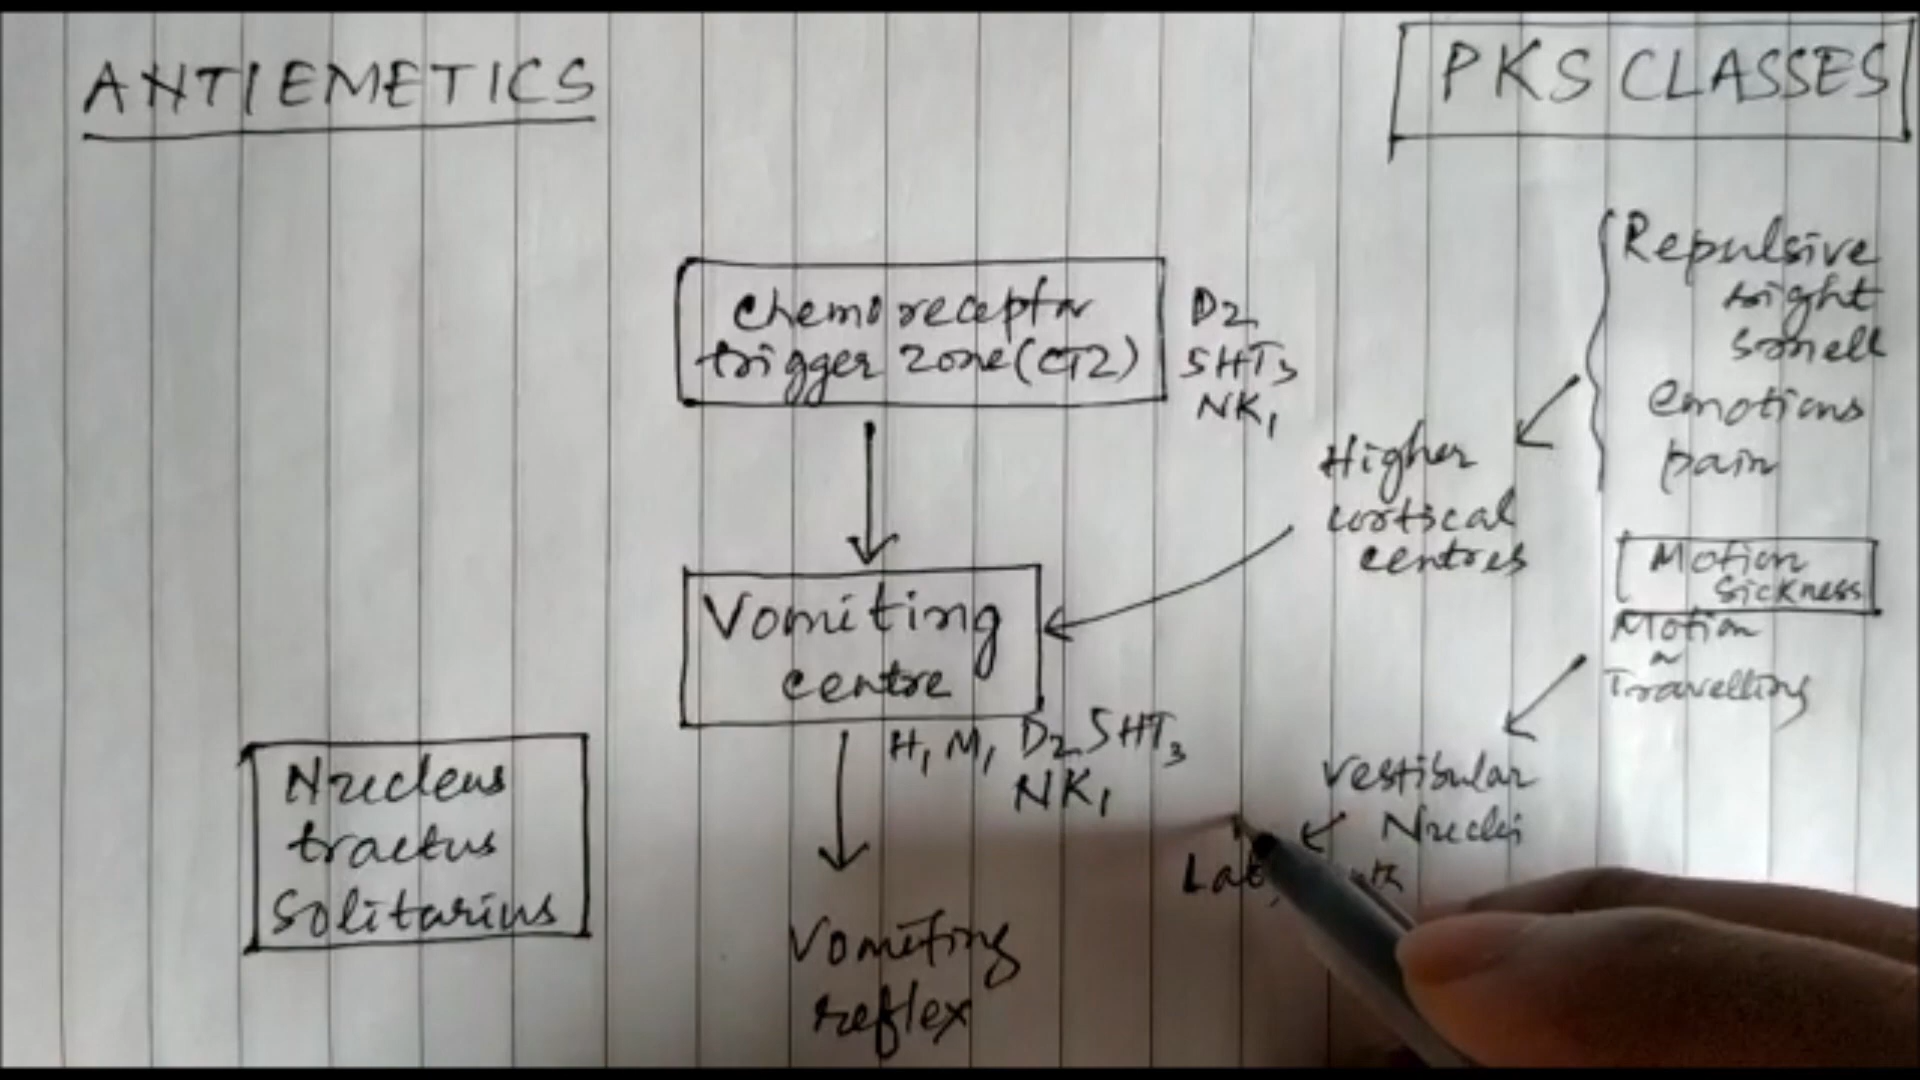 ANTIEMETICS
PKS CLASSES
Chemoreceptor
trigger zone (CTZ)
D2
5HT3
NK1
Repulsive
sight
smell
emotions
pain
Higher
cortical
centres
Motion
Sickness
Motion
Travelling
Vomiting
centre
H1 M1 D2 5HT3
NK1
Vestibular
Nuclei
Nucleus
tractus
Solitarius
Vomiting
reflex